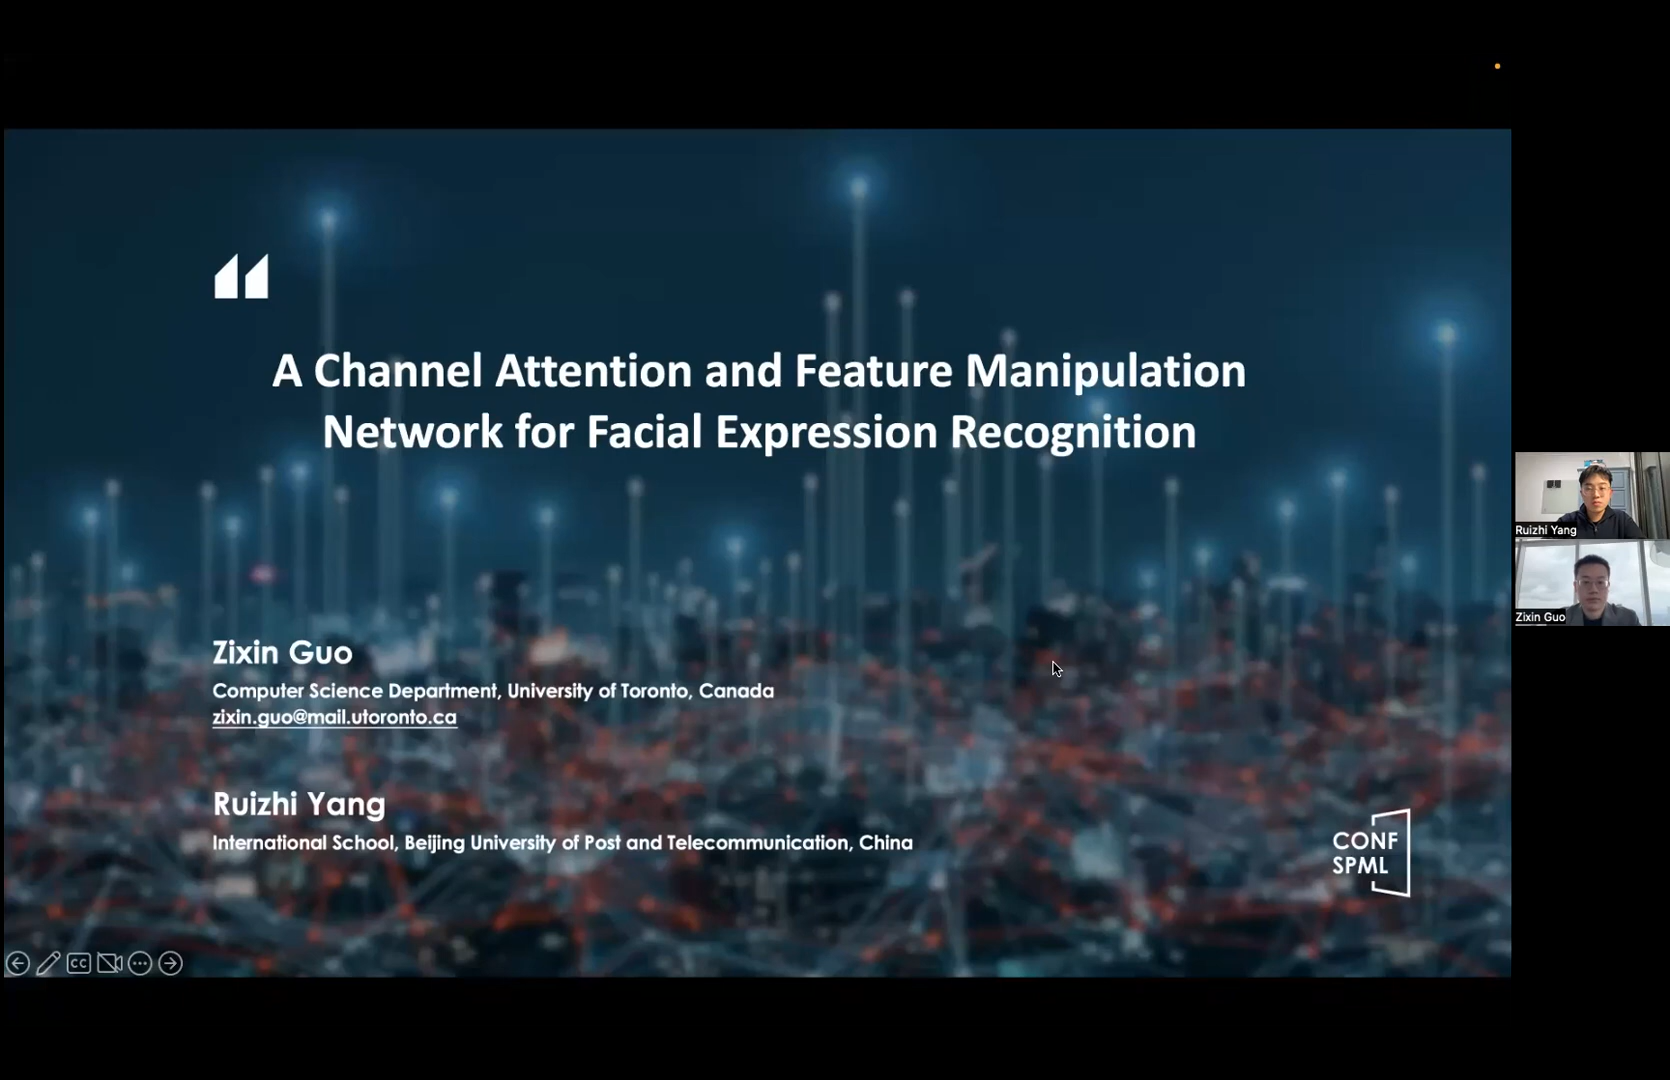 A Channel Attention and Feature Manipulation
Network for Facial Expression Recognition
Zixin Guo
Computer Science Department, University of Toronto, Canada
zixin.guo@mail.utoronto.ca
Ruizhi Yang
International School, Beijing University of Post and Telecommunication, China
CONF
SPML
Ruizhi Yang
Zixin Guo
CC